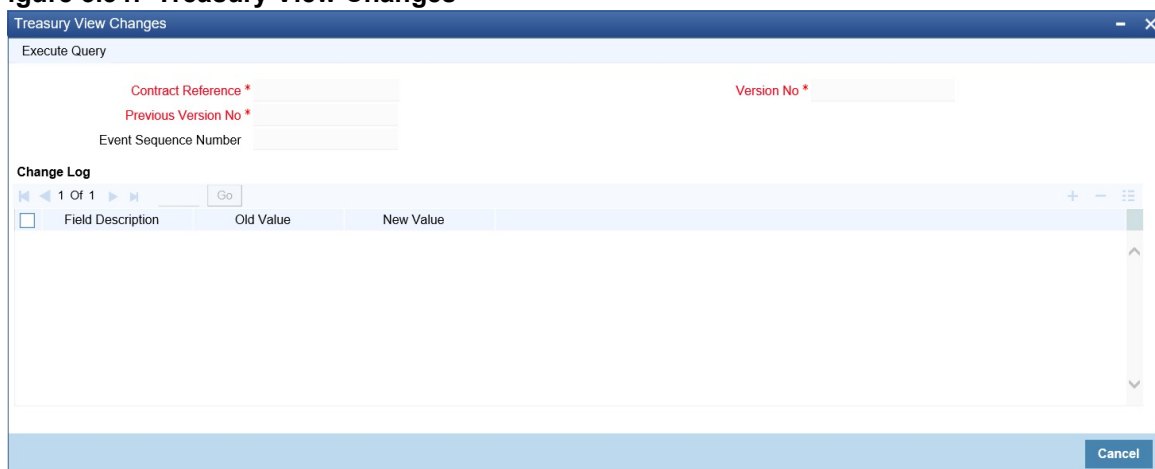 Treasury View Changes
Execute Query
Contract Reference * Version No *
Previous Version No *
Event Sequence Number
Change Log
1 Of 1 Go
Field Description Old Value New Value
Cancel